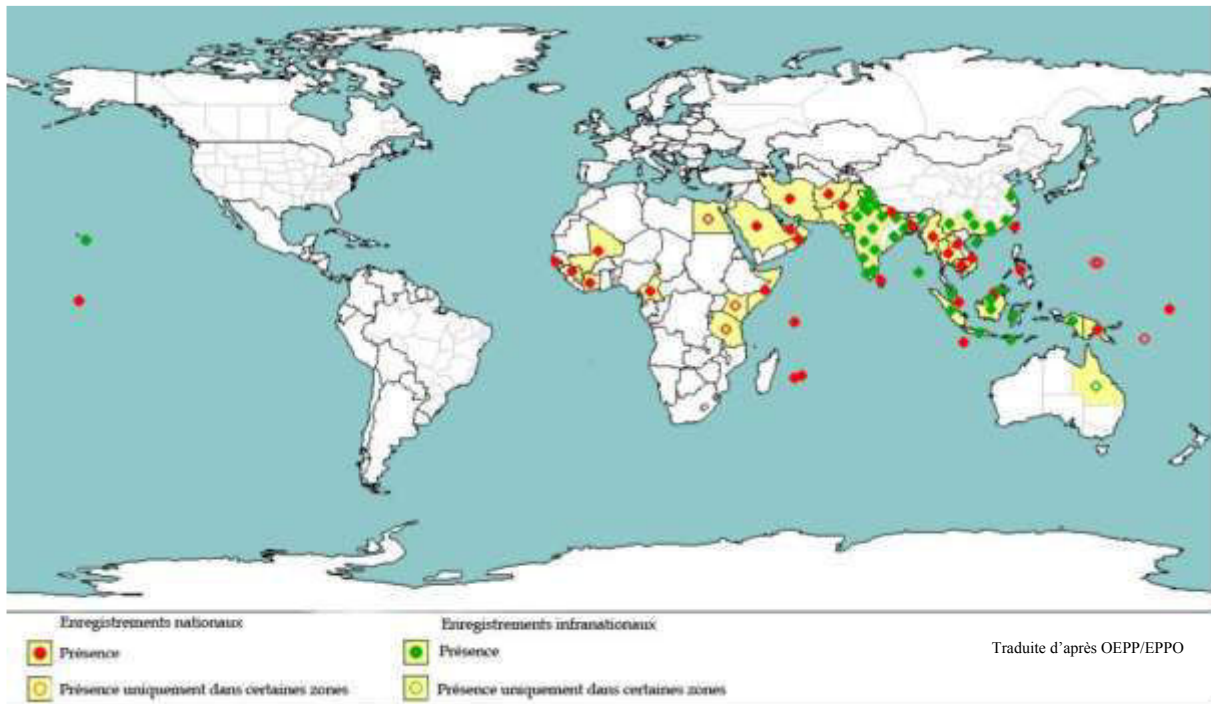 Enregistrements nationaux
Présence
Présence uniquement dans certaines zones
Enregistrements infranationaux
Présence
Présence uniquement dans certaines zones
Traduite d'après OEPP/EPPO